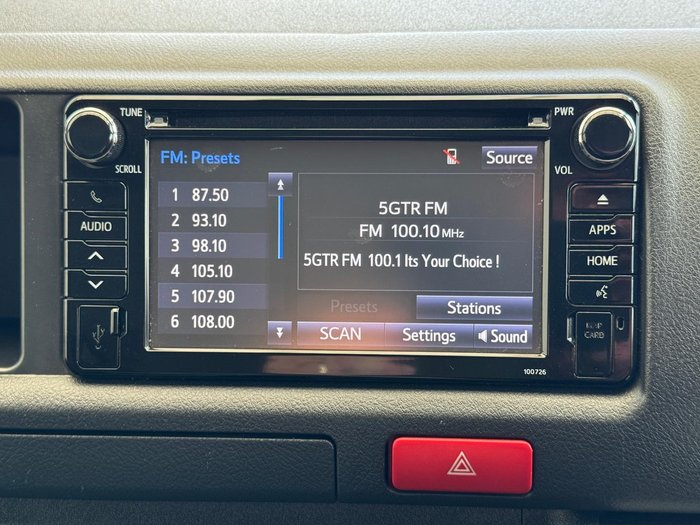 TUNE
PWR
SCROLL
VOL
FM: Presets
Source
1 87.50
2 93.10
3 98.10
4 105.10
5 107.90
6 108.00
5GTR FM
FM 100.10 MHz
5GTR FM 100.1 Its Your Choice !
Presets
Stations
SCAN
Settings
Sound
AUDIO
APPS
HOME
MAP
CARD
100726